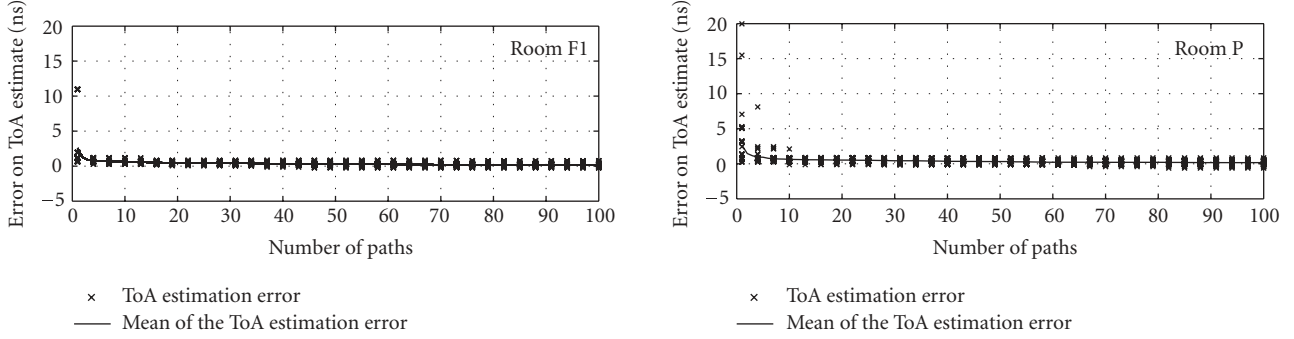 Error on ToA estimate (ns)
20
15
10
5
0
−5
Room F1
0 10 20 30 40 50 60 70 80 90 100
Number of paths
× ToA estimation error
Mean of the ToA estimation error
Error on ToA estimate (ns)
20
15
10
5
0
−5
Room P
0 10 20 30 40 50 60 70 80 90 100
Number of paths
× ToA estimation error
Mean of the ToA estimation error